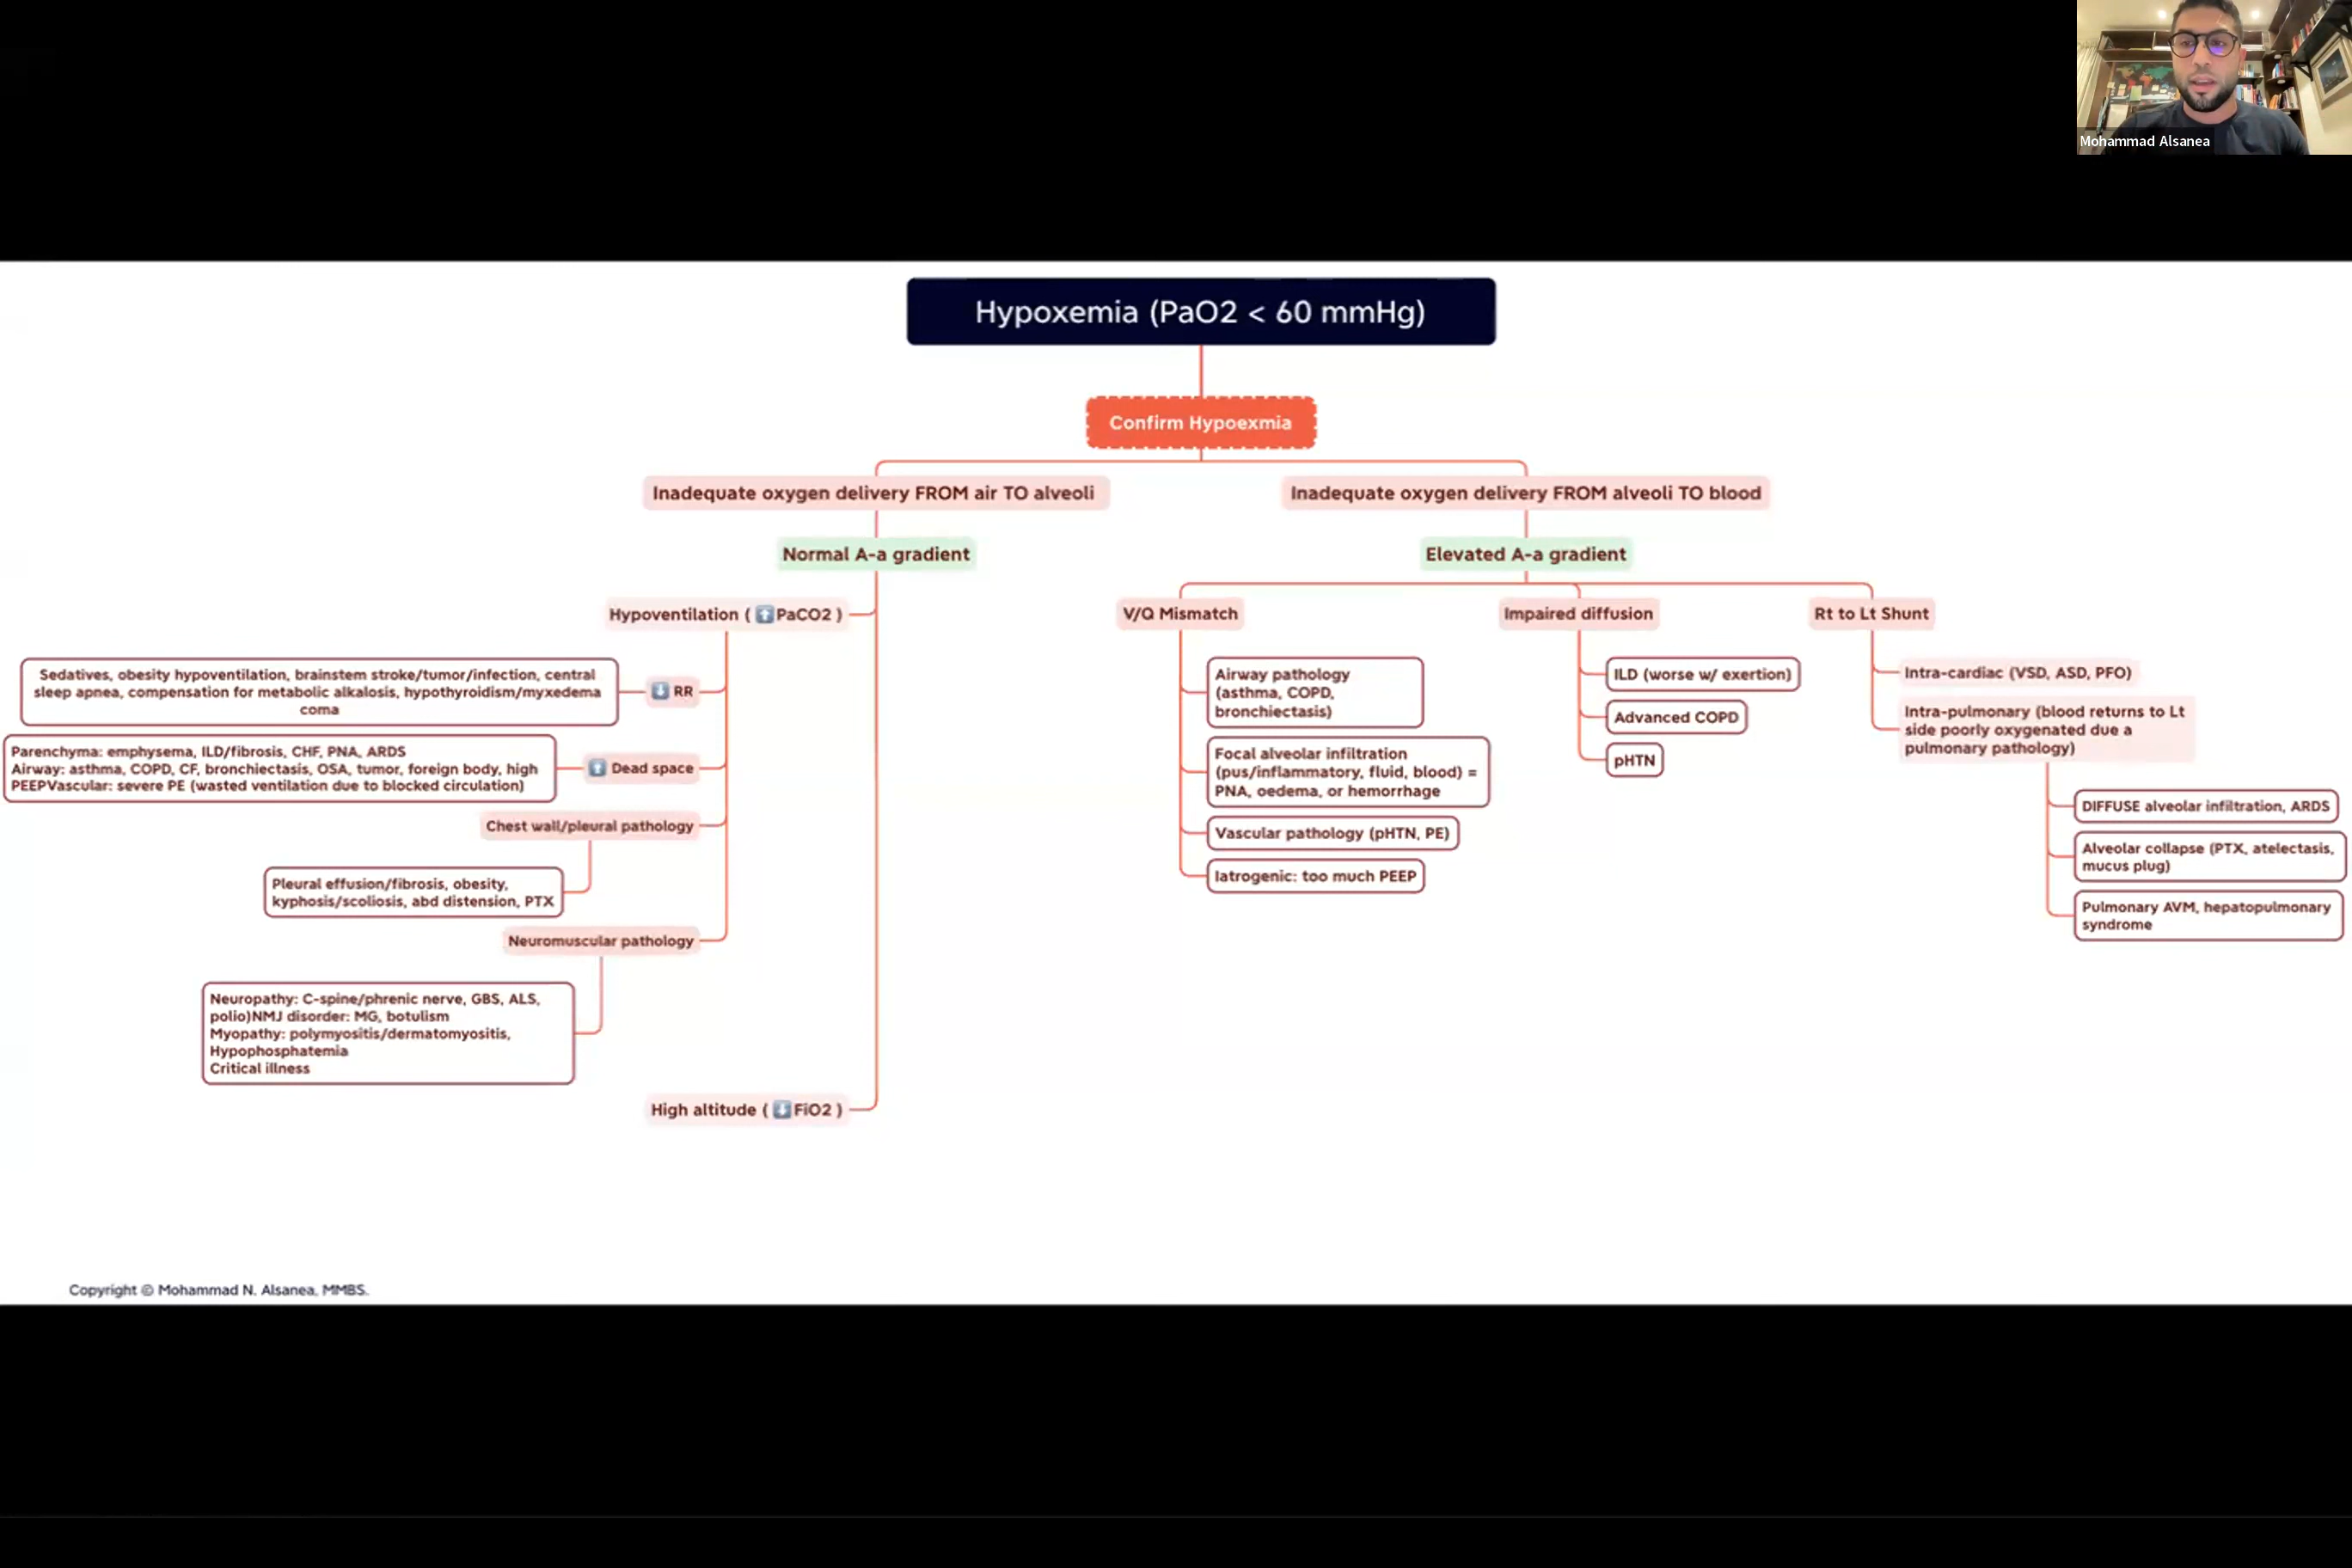 Mohammad Alsanea
Hypoxemia (PaO2 < 60 mmHg)
Confirm Hypoexmia
Inadequate oxygen delivery FROM air TO alveoli
Normal A-a gradient
Hypoventilation ( ⬆️PaCO2 )
⬇️ RR
Sedatives, obesity hypoventilation, brainstem stroke/tumor/infection, central
sleep apnea, compensation for metabolic alkalosis, hypothyroidism/myxedema
coma
⬆️ Dead space
Parenchyma: emphysema, ILD/fibrosis, CHF, PNA, ARDS
Airway: asthma, COPD, CF, bronchiectasis, OSA, tumor, foreign body, high
PEEPVascular: severe PE (wasted ventilation due to blocked circulation)
Chest wall/pleural pathology
Pleural effusion/fibrosis, obesity,
kyphosis/scoliosis, abd distension, PTX
Neuromuscular pathology
Neuropathy: C-spine/phrenic nerve, GBS, ALS,
polio)NMJ disorder: MG, botulism
Myopathy: polymyositis/dermatomyositis,
Hypophosphatemia
Critical illness
High altitude ( ⬇️FiO2 )
Inadequate oxygen delivery FROM alveoli TO blood
Elevated A-a gradient
V/Q Mismatch
Airway pathology
(asthma, COPD,
bronchiectasis)
Focal alveolar infiltration
(pus/inflammatory, fluid, blood) =
PNA, oedema, or hemorrhage
Vascular pathology (pHTN, PE)
Iatrogenic: too much PEEP
Impaired diffusion
ILD (worse w/ exertion)
Advanced COPD
pHTN
Rt to Lt Shunt
Intra-cardiac (VSD, ASD, PFO)
Intra-pulmonary (blood returns to Lt
side poorly oxygenated due a
pulmonary pathology)
DIFFUSE alveolar infiltration, ARDS
Alveolar collapse (PTX, atelectasis,
mucus plug)
Pulmonary AVM, hepatopulmonary
syndrome
Copyright © Mohammad N. Alsanea, MMBS.